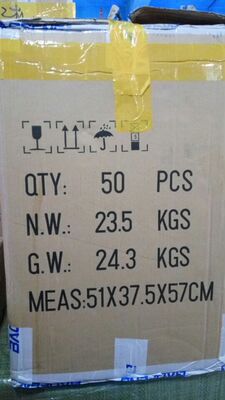 QTY: 50 PCS
N.W.: 23.5 KGS
G.W.: 24.3 KGS
MEAS:51X37.5X57CM